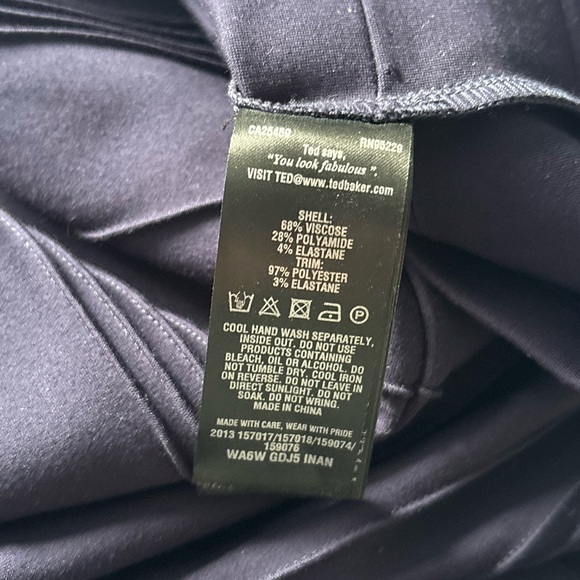 CA25459 RN95229
Ted says,
"You look fabulous".
VISIT TED@www.tedbaker.com
SHELL:
68% VISCOSE
28% POLYAMIDE
4% ELASTANE
TRIM:
97% POLYESTER
3% ELASTANE
P
COOL HAND WASH SEPARATELY,
INSIDE OUT. DO NOT USE
PRODUCTS CONTAINING
BLEACH, OIL OR ALCOHOL. DO
NOT TUMBLE DRY. COOL IRON
ON REVERSE. DO NOT LEAVE IN
DIRECT SUNLIGHT. DO NOT
SOAK. DO NOT WRING.
MADE IN CHINA
MADE WITH CARE, WEAR WITH PRIDE
2013 157017/157018/159074/
159076
WA6W GDJ5 INAN